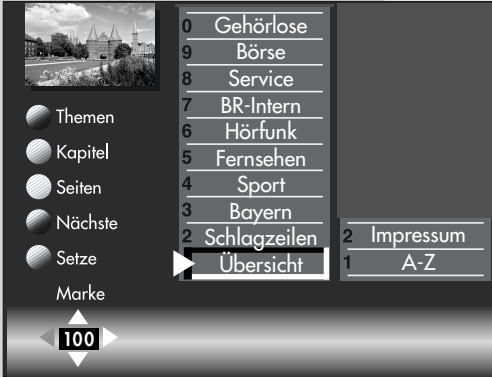 Themen
Kapitel
Seiten
Nächste
Setze
Marke
100
0 Gehörlose
9 Börse
8 Service
7 BR-Intern
6 Hörfunk
5 Fernsehen
4 Sport
3 Bayern
2 Schlagzeilen
Übersicht
2 Impressum
1 A-Z